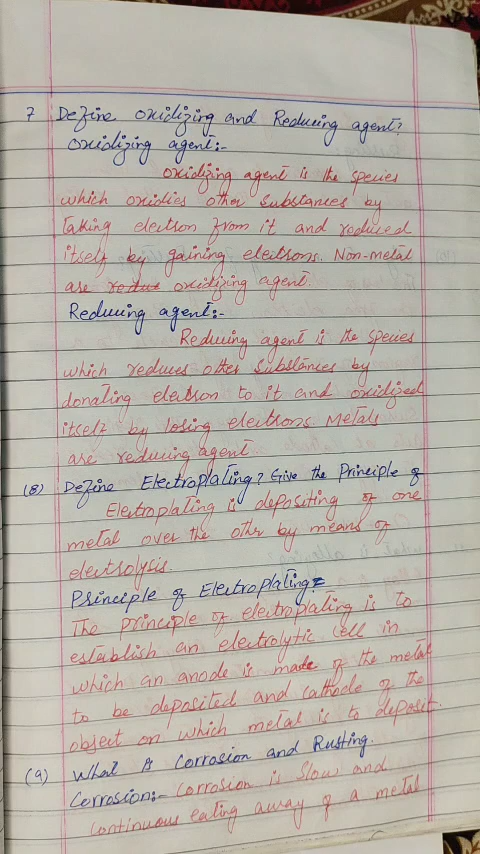 7 Define oxidizing and Reducing agent?
oxidizing agent:-
oxidizing agent is the species
which oxidies other substances by
taking electron from it and reduced
itself by gaining electrons. Non-metal
are redut oxidizing agent.
Reducing agent:-
Reducing agent is the species
which reduces other substances by
donating electron to it and oxidized
itself by losing electrons. Metals
are reducing agent
(8) Define Electroplating? Give the Principle of
Electroplating is depositing of one
metal over the othr by means of
electrolysis.
Principle of Electroplating:-
The principle of electroplating is to
establish an electrolytic cell in
which an anode is made of the metal
to be deposited and cathode of the
object on which metal is to deposit.
(9) What is Corrosion and Rusting.
Corrosion:- Corrosion is slow and
continuous eating away of a metal